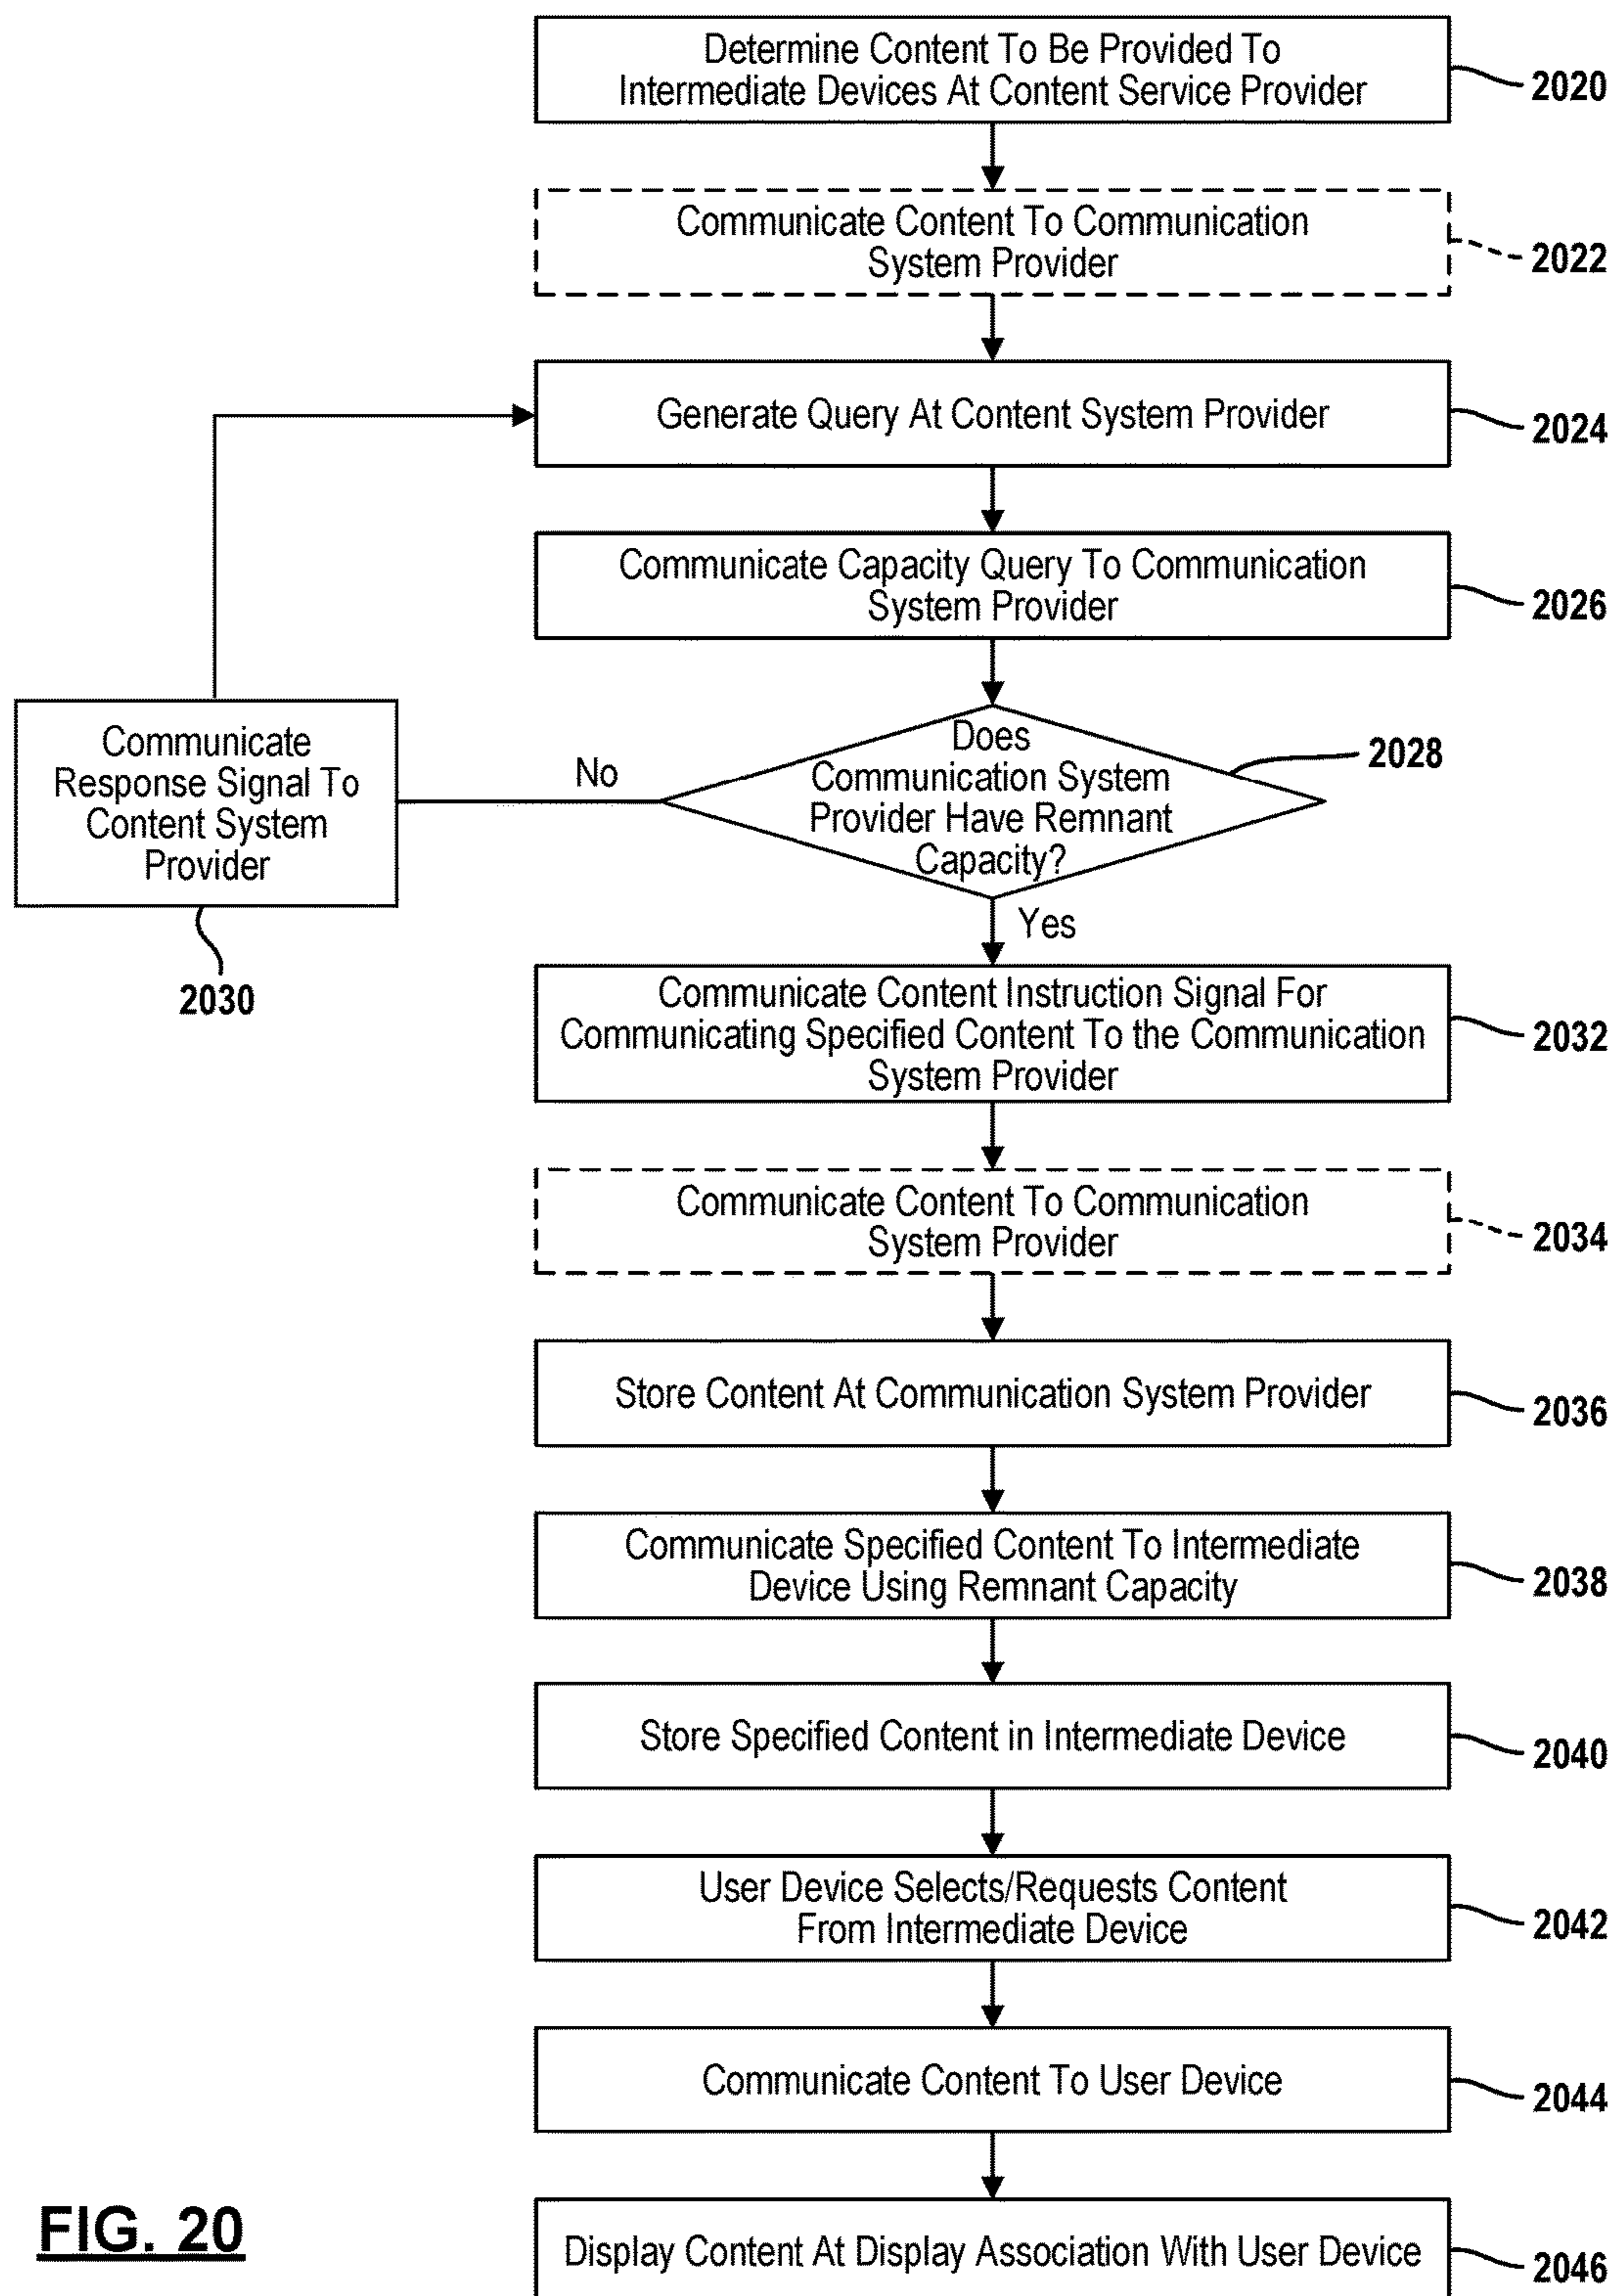 Determine Content To Be Provided To
Intermediate Devices At Content Service Provider
2020
Communicate Content To Communication
System Provider
2022
Generate Query At Content System Provider
2024
Communicate Capacity Query To Communication
System Provider
2026
Does
Communication System
Provider Have Remnant
Capacity?
2028
No
Communicate
Response Signal To
Content System
Provider
2030
Yes
Communicate Content Instruction Signal For
Communicating Specified Content To the Communication
System Provider
2032
Communicate Content To Communication
System Provider
2034
Store Content At Communication System Provider
2036
Communicate Specified Content To Intermediate
Device Using Remnant Capacity
2038
Store Specified Content in Intermediate Device
2040
User Device Selects/Requests Content
From Intermediate Device
2042
Communicate Content To User Device
2044
Display Content At Display Association With User Device
2046
FIG. 20